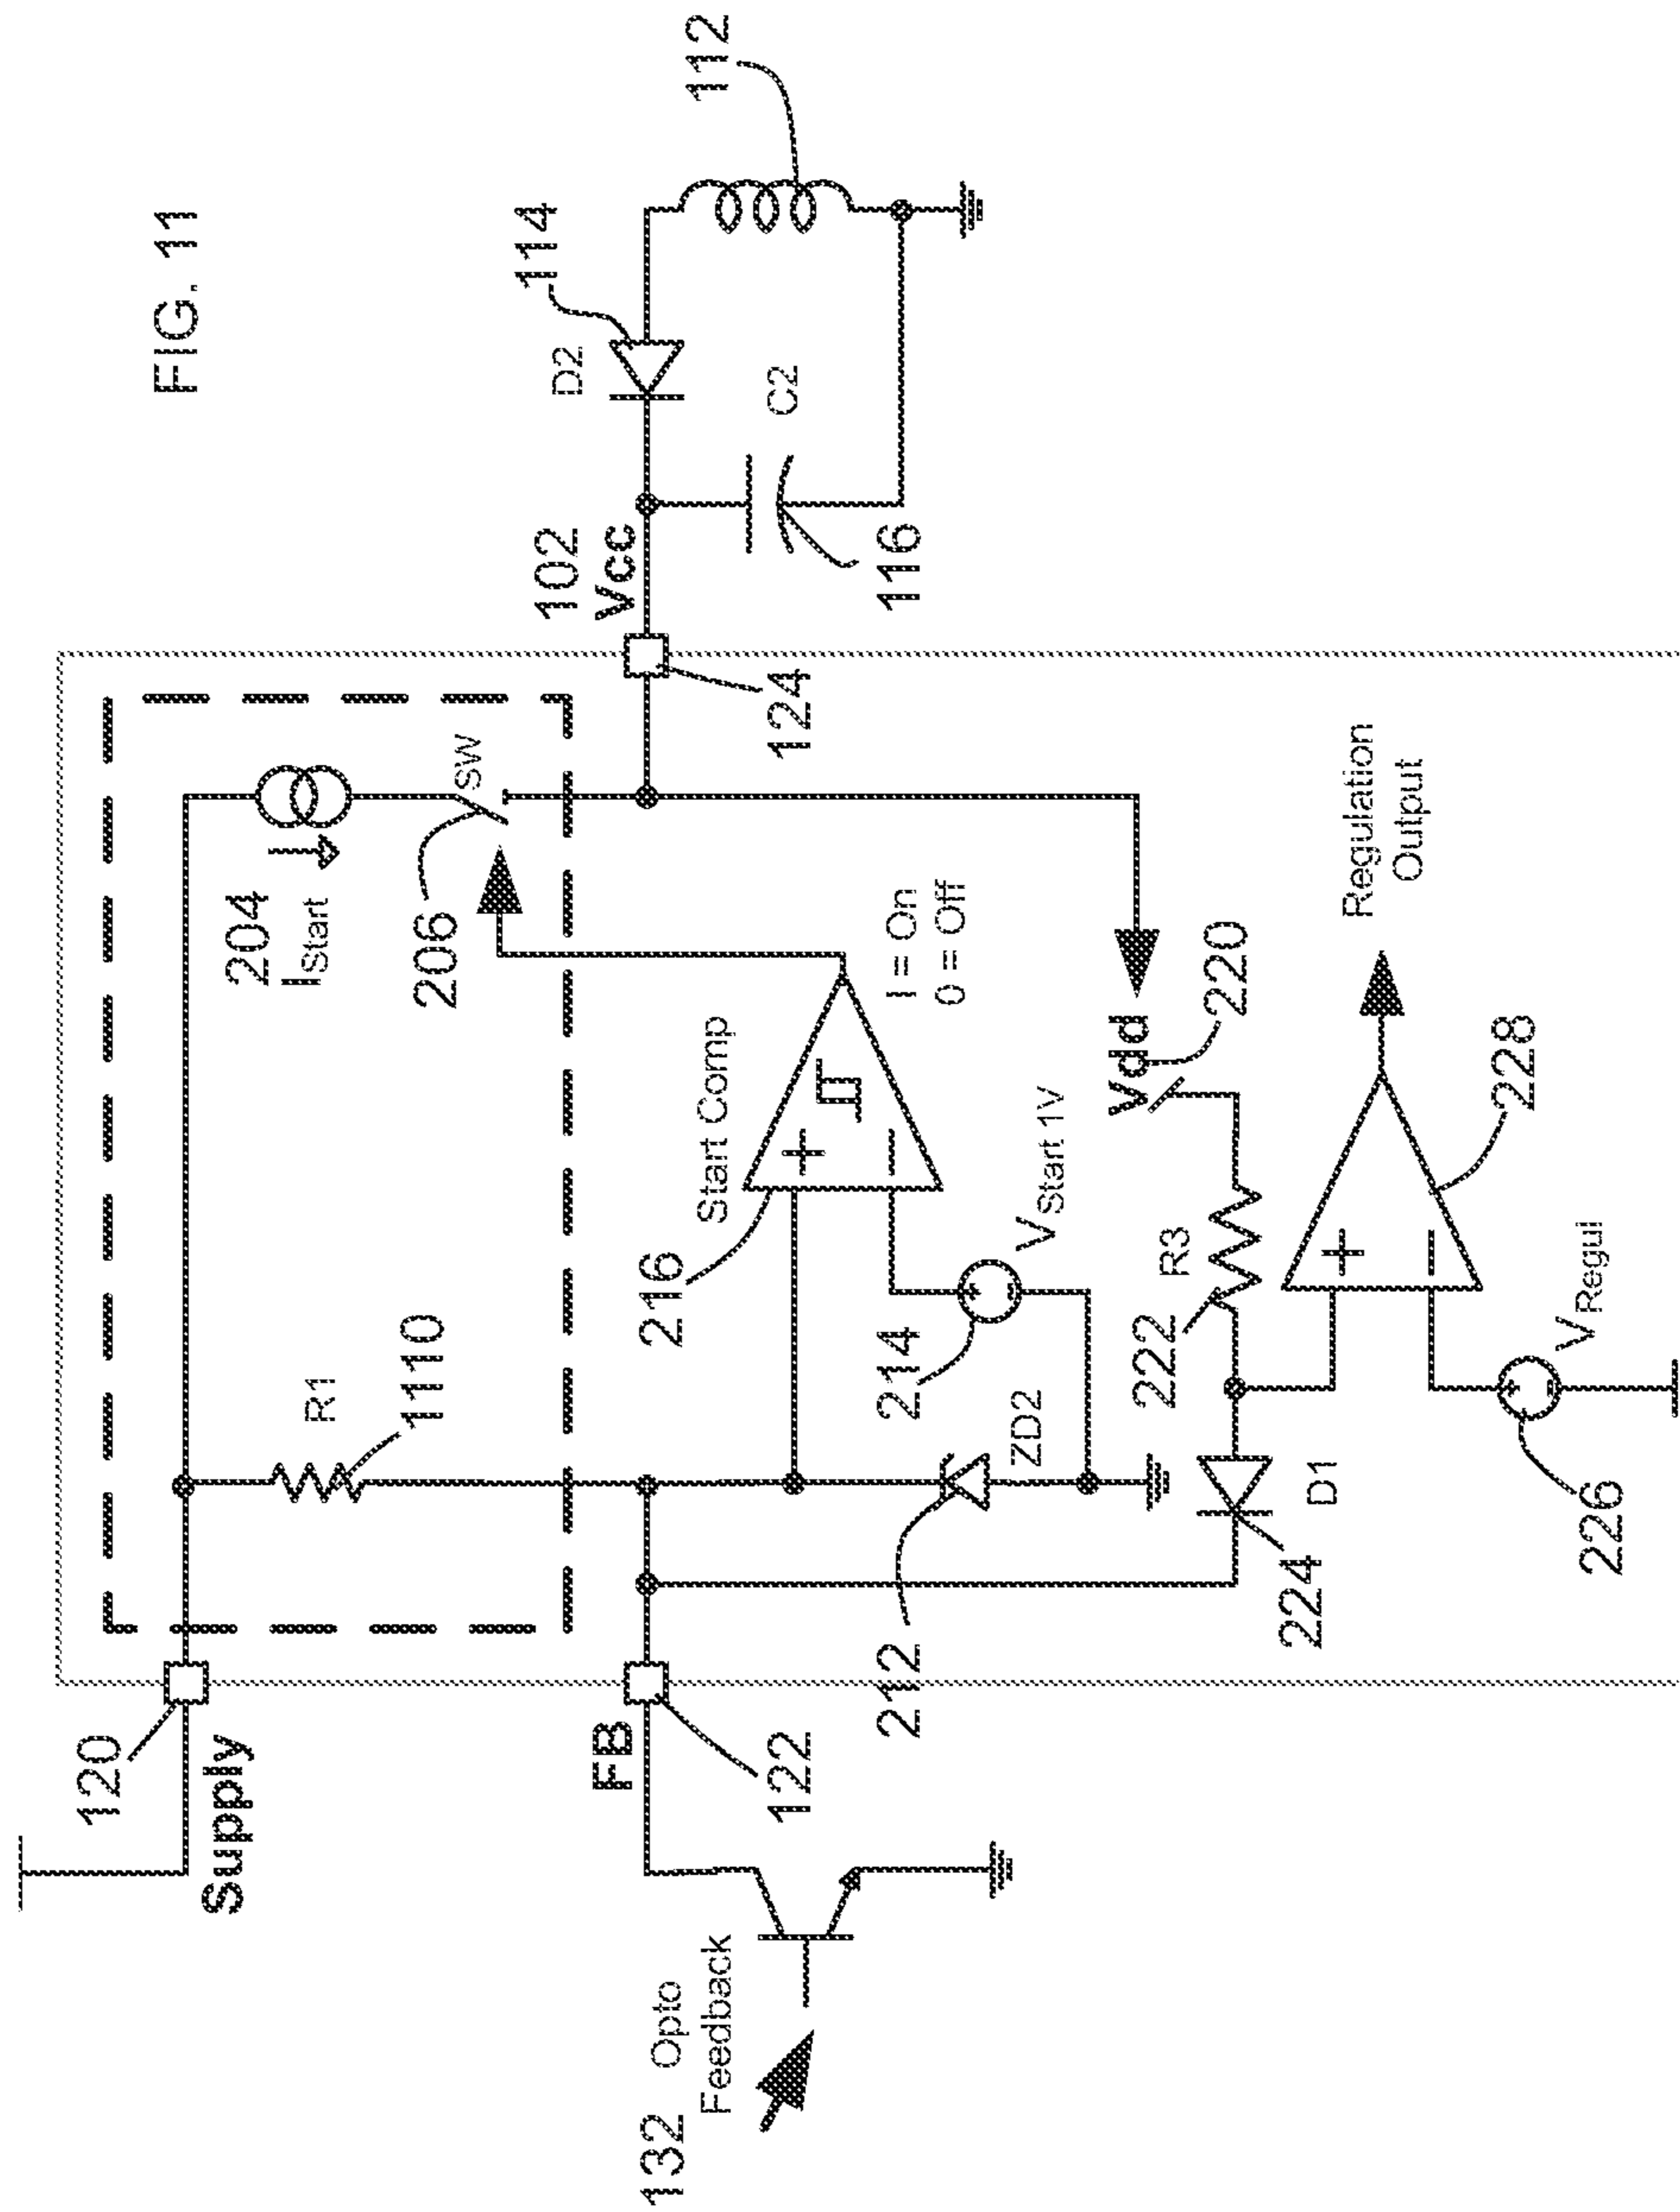 FIG. 11
120
Supply
204
IStart
R1
1110
206
SW
102
Vcc
D2
114
112
C2
116
124
FB
122
132
Opto
Feedback
Start Comp
216
I = On
0 = Off
214
VStart 1V
212
ZD2
Vdd
220
R3
222
D1
224
228
Regulation
Output
226
VRegul
+
−
+
−